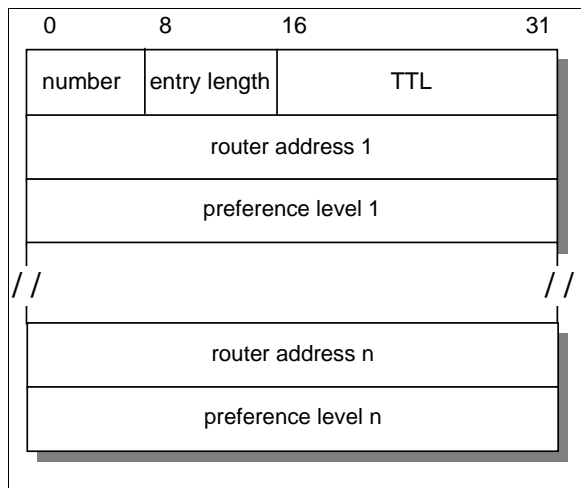 0 8 16 31
number entry length TTL
router address 1
preference level 1
// //
router address n
preference level n